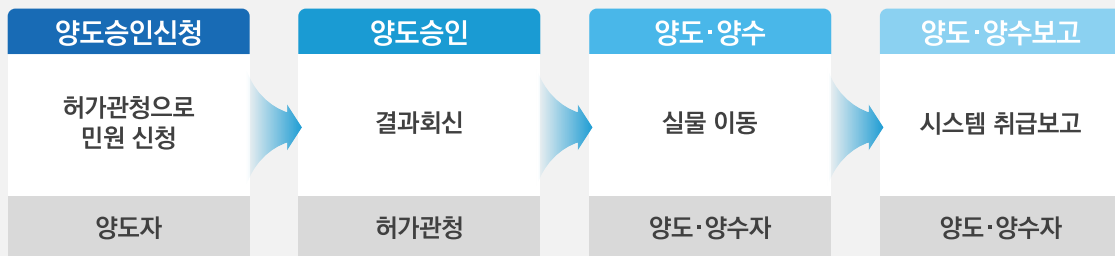 양도승인신청
허가관청으로
민원 신청
양도자
양도승인
결과회신
허가관청
양도·양수
실물 이동
양도·양수자
양도·양수보고
시스템 취급보고
양도·양수자